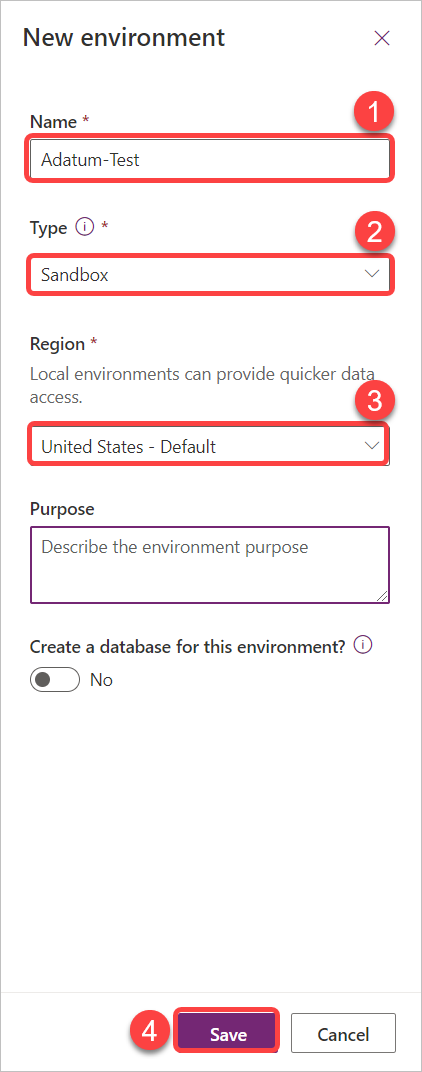 New environment
1
Name *
Adatum-Test
2
Type *
Sandbox
Region *
Local environments can provide quicker data
access.
3
United States - Default
Purpose
Describe the environment purpose
Create a database for this environment?
No
4
Save
Cancel